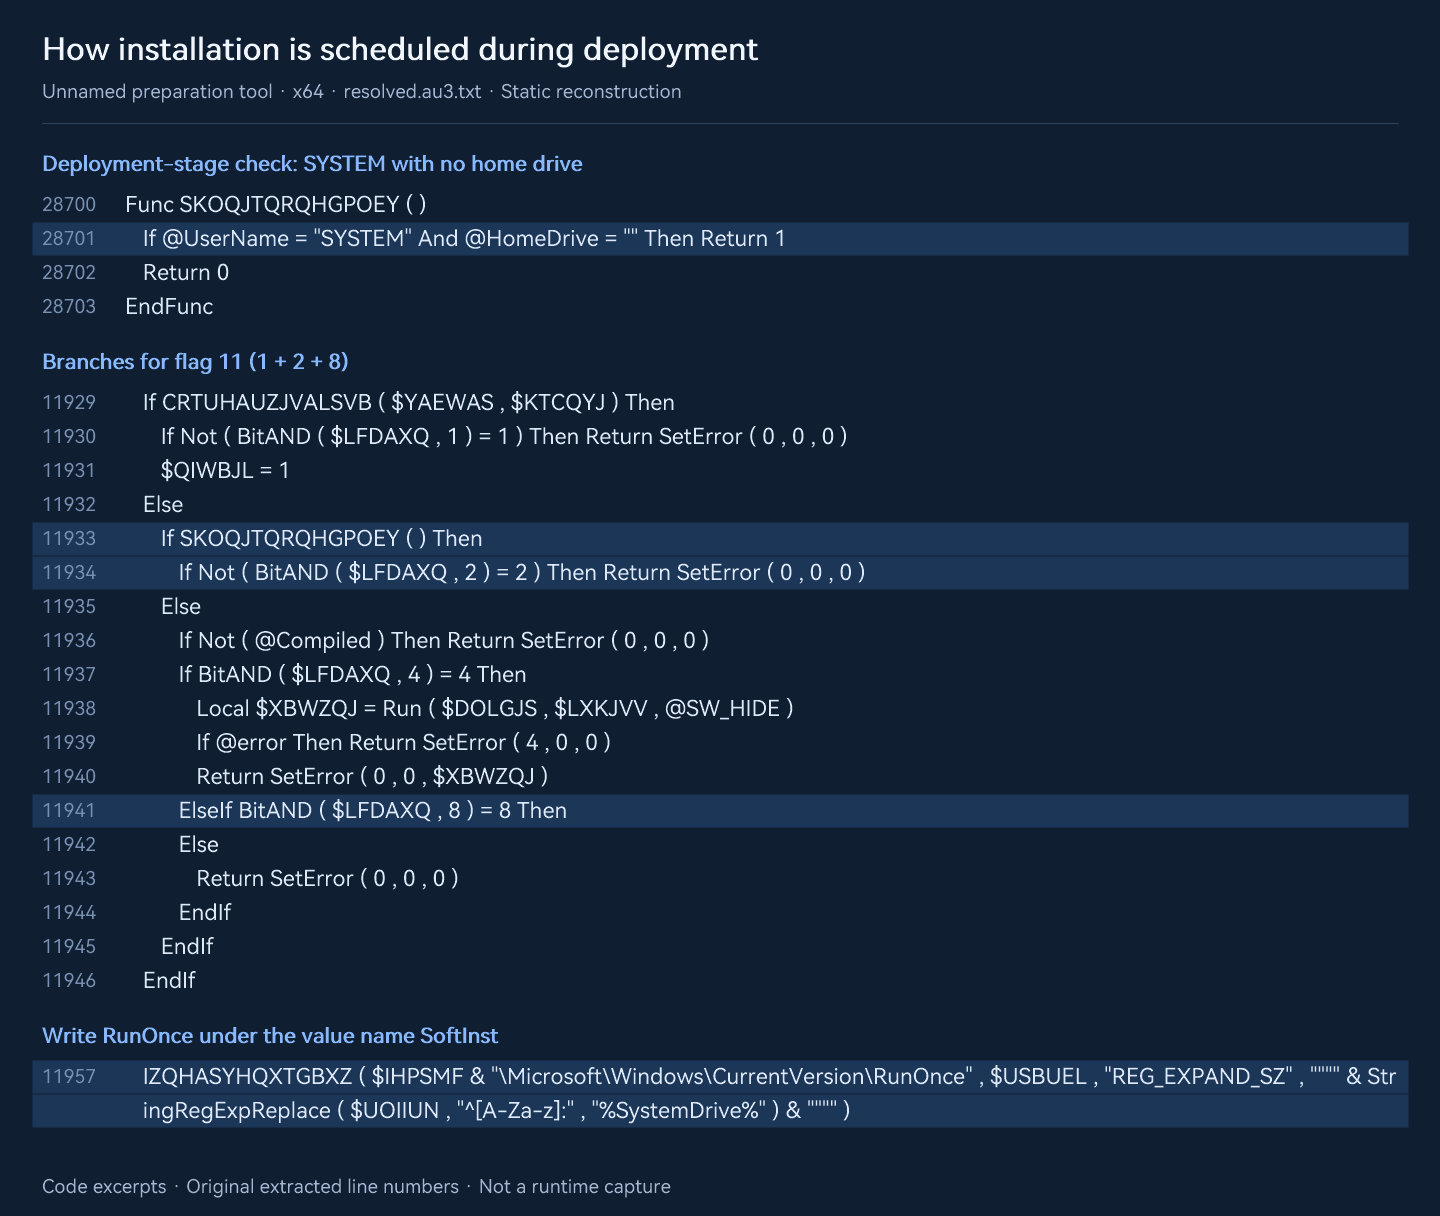 How installation is scheduled during deployment
Unnamed preparation tool · x64 · resolved.au3.txt · Static reconstruction
Deployment-stage check: SYSTEM with no home drive
28700 Func SKOQJTQRQHGPOEY ( )
28701 If @UserName = "SYSTEM" And @HomeDrive = "" Then Return 1
28702 Return 0
28703 EndFunc
Branches for flag 11 (1 + 2 + 8)
11929 If CRTUHAUZJVALSVB ( $YAEWAS , $KTCQYJ ) Then
11930 If Not ( BitAND ( $LFDAXQ , 1 ) = 1 ) Then Return SetError ( 0 , 0 , 0 )
11931 $QIWBJL = 1
11932 Else
11933 If SKOQJTQRQHGPOEY ( ) Then
11934 If Not ( BitAND ( $LFDAXQ , 2 ) = 2 ) Then Return SetError ( 0 , 0 , 0 )
11935 Else
11936 If Not ( @Compiled ) Then Return SetError ( 0 , 0 , 0 )
11937 If BitAND ( $LFDAXQ , 4 ) = 4 Then
11938 Local $XBWZQJ = Run ( $DOLGJS , $LXKJVV , @SW_HIDE )
11939 If @error Then Return SetError ( 4 , 0 , 0 )
11940 Return SetError ( 0 , 0 , $XBWZQJ )
11941 ElseIf BitAND ( $LFDAXQ , 8 ) = 8 Then
11942 Else
11943 Return SetError ( 0 , 0 , 0 )
11944 EndIf
11945 EndIf
11946 EndIf
Write RunOnce under the value name SoftInst
11957 IZQHASYHQXTGBXZ ( $IHPSMF & "\Microsoft\Windows\CurrentVersion\RunOnce" , $USBUEL , "REG_EXPAND_SZ" , """" & Str
ingRegExpReplace ( $UOIIUN , "^[A-Za-z]:" , "%SystemDrive%" ) & """" )
Code excerpts · Original extracted line numbers · Not a runtime capture